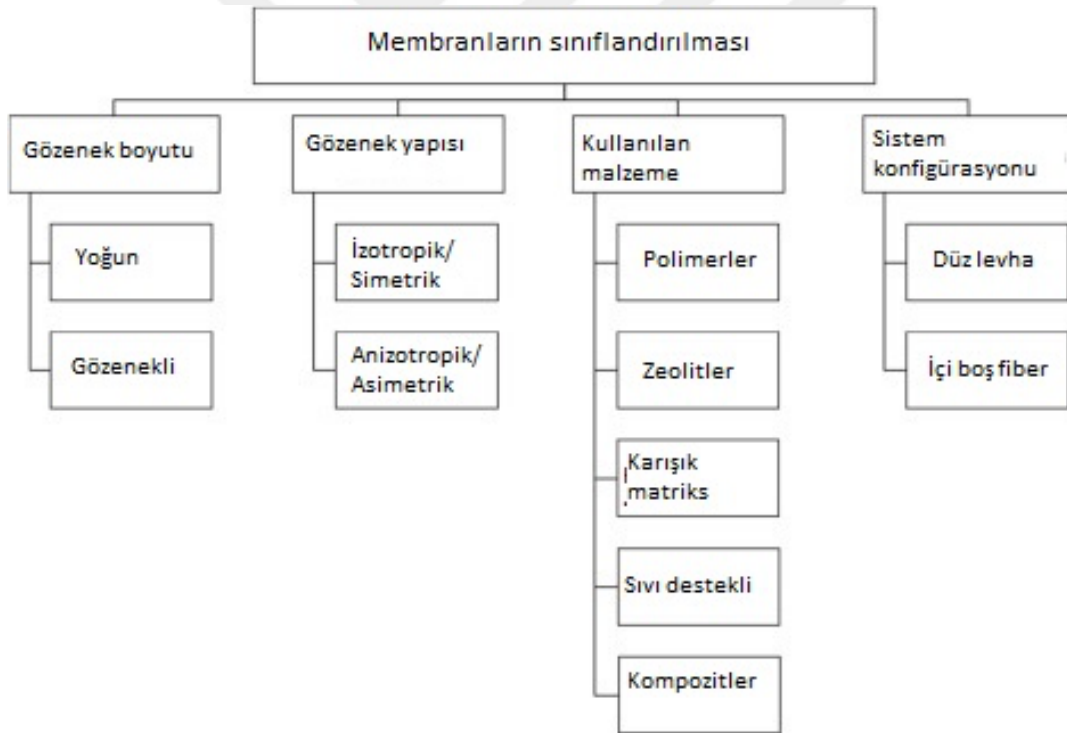 Membranların sınıflandırılması
Gözenek boyutu
Yoğun
Gözenekli
Gözenek yapısı
İzotropik/
Simetrik
Anizotropik/
Asimetrik
Kullanılan
malzeme
Polimerler
Zeolitler
Karışık
matriks
Sıvı destekli
Kompozitler
Sistem
konfigürasyonu
Düz levha
İçi boş fiber